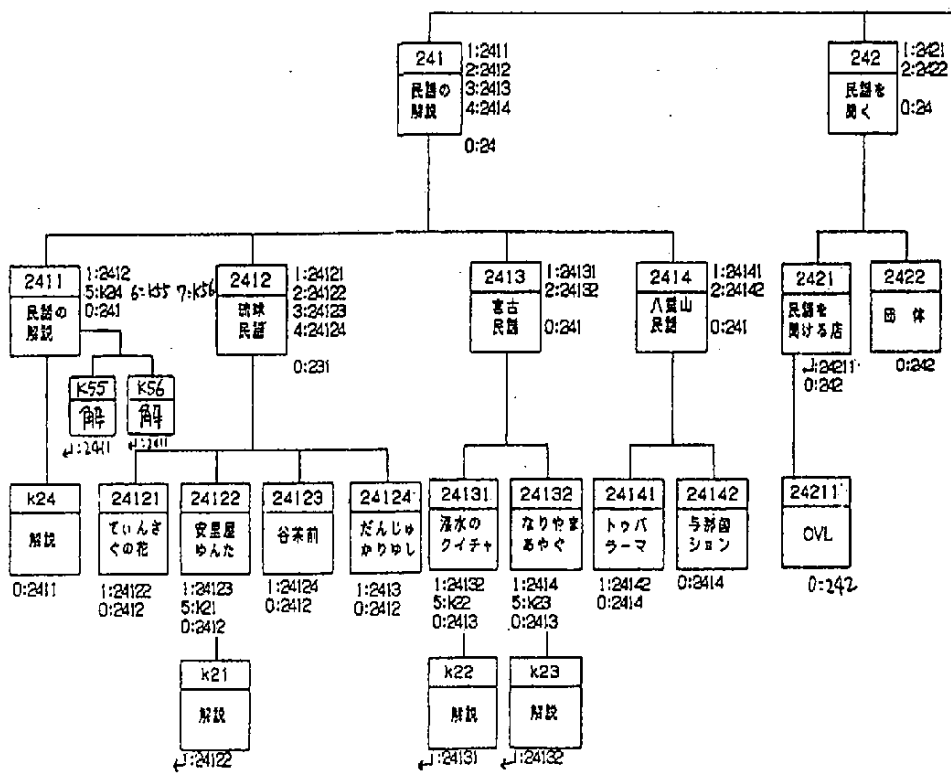 241
民謡の
解説
1:2411
2:2412
3:2413
4:2414
0:24
242
民謡を
聞く
1:2421
2:2422
0:24
2411
民謡の
解説
1:2412
5:k24 6=k55 7:k56
0:241
2412
琉球
民謡
1:24121
2:24122
3:24123
4:24124
0:231
2413
宮古
民謡
1:24131
2:24132
0:241
2414
八重山
民謡
1:24141
2:24142
0:241
2421
民謡を
聞ける店
↲:24211
0:242
2422
団 体
0:242
K55
解
↲:2411
K56
解
↲:2411
k24
解説
0:2411
24121
てぃんさ
ぐの花
1:24122
0:2412
24122
安里屋
ゆんた
1:24123
5:k21
0:2412
24123
谷茶前
1:24124
0:2412
24124
だんじゅ
かりゆし
1:2413
0:2412
24131
漲水の
クイチャ
1:24132
5:k22
0:2413
24132
なりやま
あやぐ
1:2414
5:k23
0:2413
24141
トゥバ
ラーマ
1:24142
0:2414
24142
与那国
ション
0:2414
24211
OVL
0:242
k21
解説
↲:24122
k22
解説
↲:24131
k23
解説
↲:24132